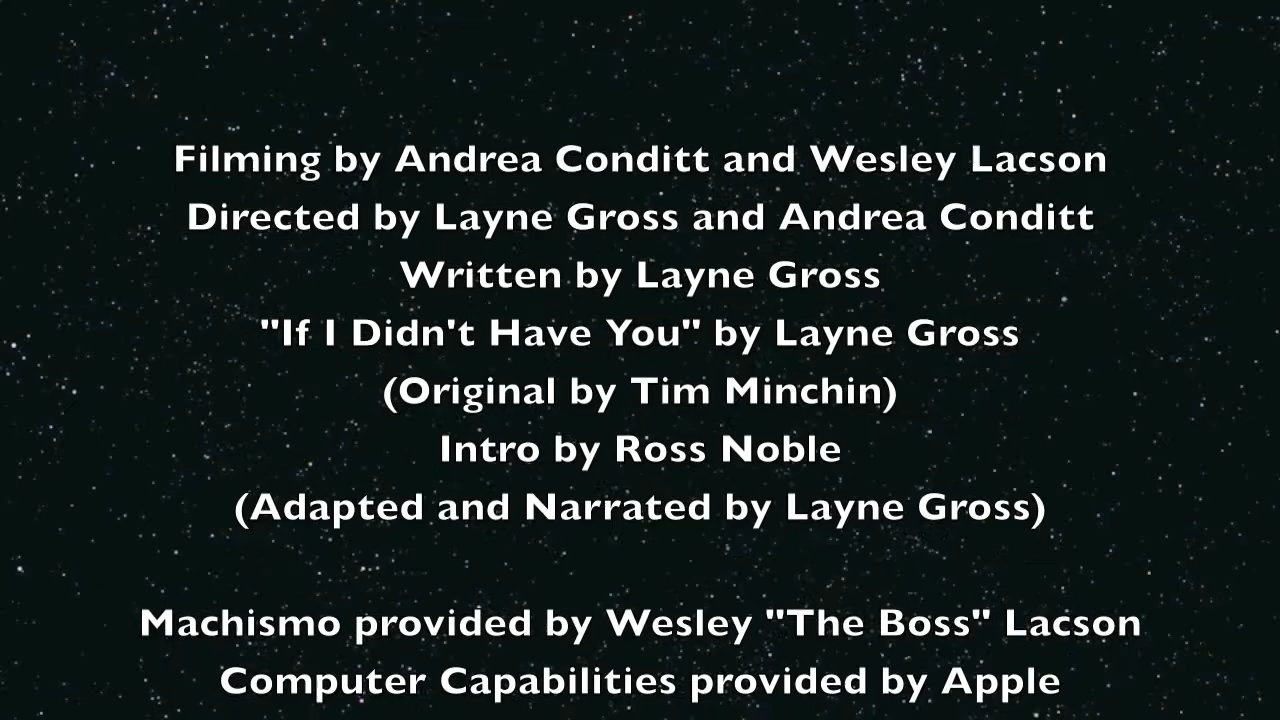 Filming by Andrea Conditt and Wesley Lacson
Directed by Layne Gross and Andrea Conditt
Written by Layne Gross
"If I Didn't Have You" by Layne Gross
(Original by Tim Minchin)
Intro by Ross Noble
(Adapted and Narrated by Layne Gross)
Machismo provided by Wesley "The Boss" Lacson
Computer Capabilities provided by Apple